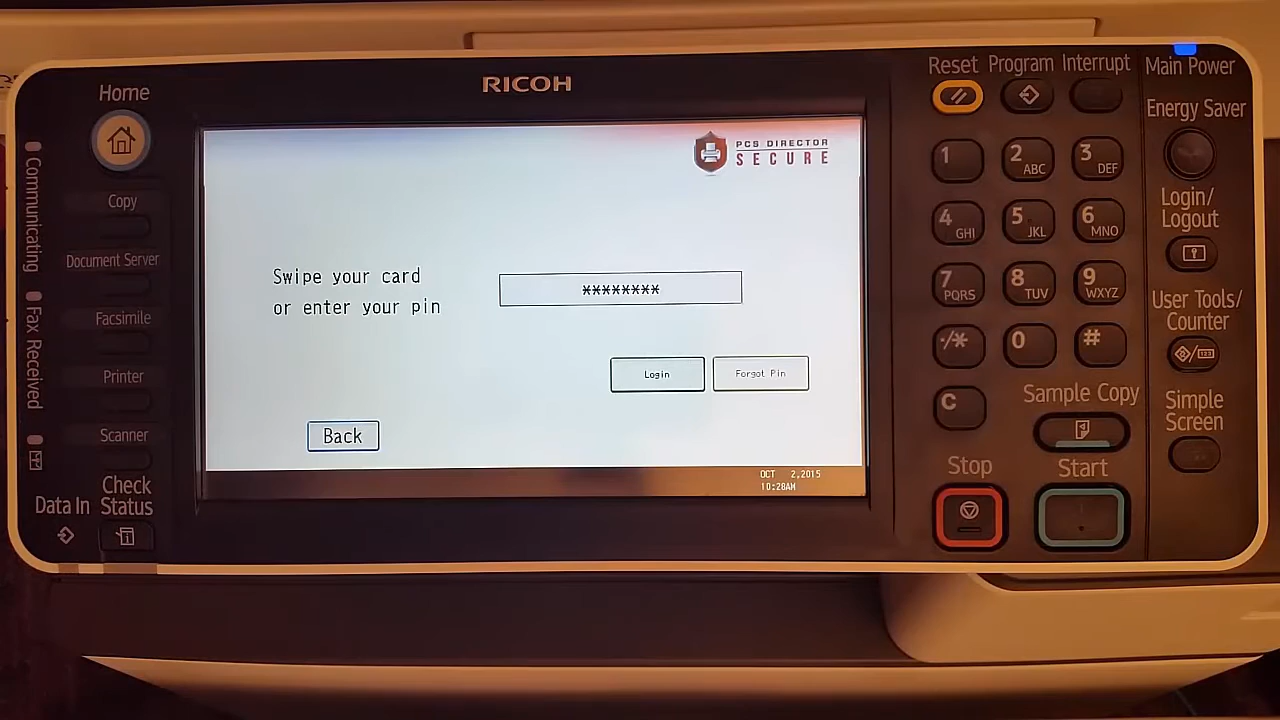 RICOH
Home
Copy
Document Server
Facsimile
Printer
Scanner
Check
Status
Communicating
Fax Received
Data In
PCS DIRECTOR
SECURE
Swipe your card
or enter your pin
********
Login
Forgot Pin
Back
OCT 2,2015
10:28AM
Reset
Program
Interrupt
Main Power
Energy Saver
Login/
Logout
User Tools/
Counter
Simple
Screen
1
2 ABC
3 DEF
4 GHI
5 JKL
6 MNO
7 PQRS
8 TUV
9 WXYZ
·/*
0
#
C
Sample Copy
Stop
Start